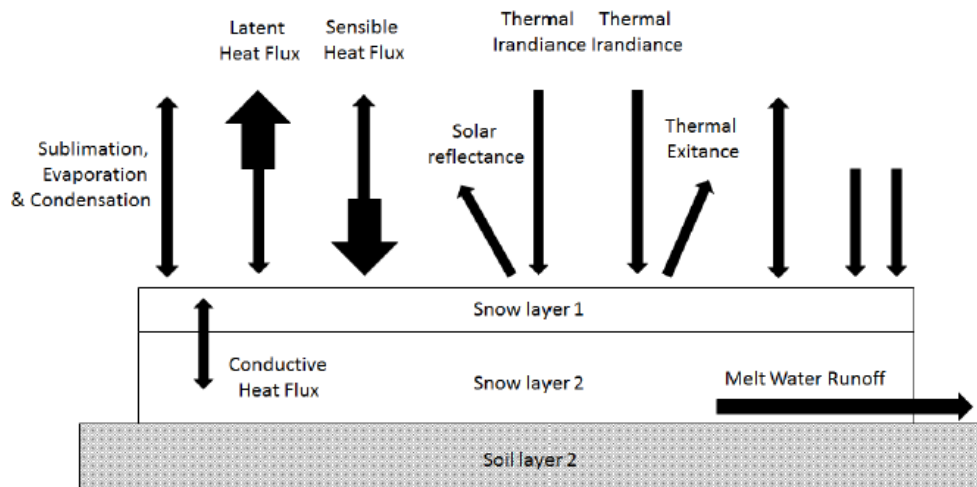 Latent
Heat Flux
Sensible
Heat Flux
Thermal
Irandiance
Thermal
Irandiance
Sublimation,
Evaporation
& Condensation
Solar
reflectance
Thermal
Exitance
Snow layer 1
Conductive
Heat Flux
Snow layer 2
Melt Water Runoff
Soil layer 2